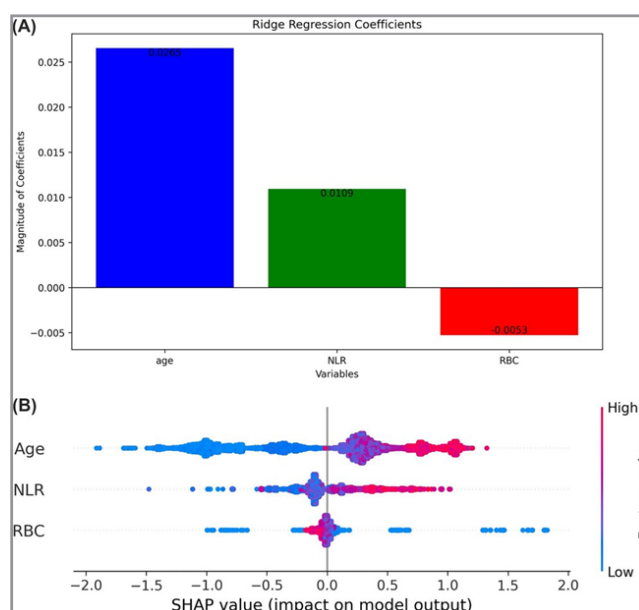 (A)
Ridge Regression Coefficients
Magnitude of Coefficients
0.025
0.020
0.015
0.010
0.005
0.000
−0.005
0.0265
0.0109
-0.0053
age NLR RBC
Variables
(B)
High
Age
NLR
RBC
Low
−2.0 −1.5 −1.0 −0.5 0.0 0.5 1.0 1.5 2.0
SHAP value (impact on model output)